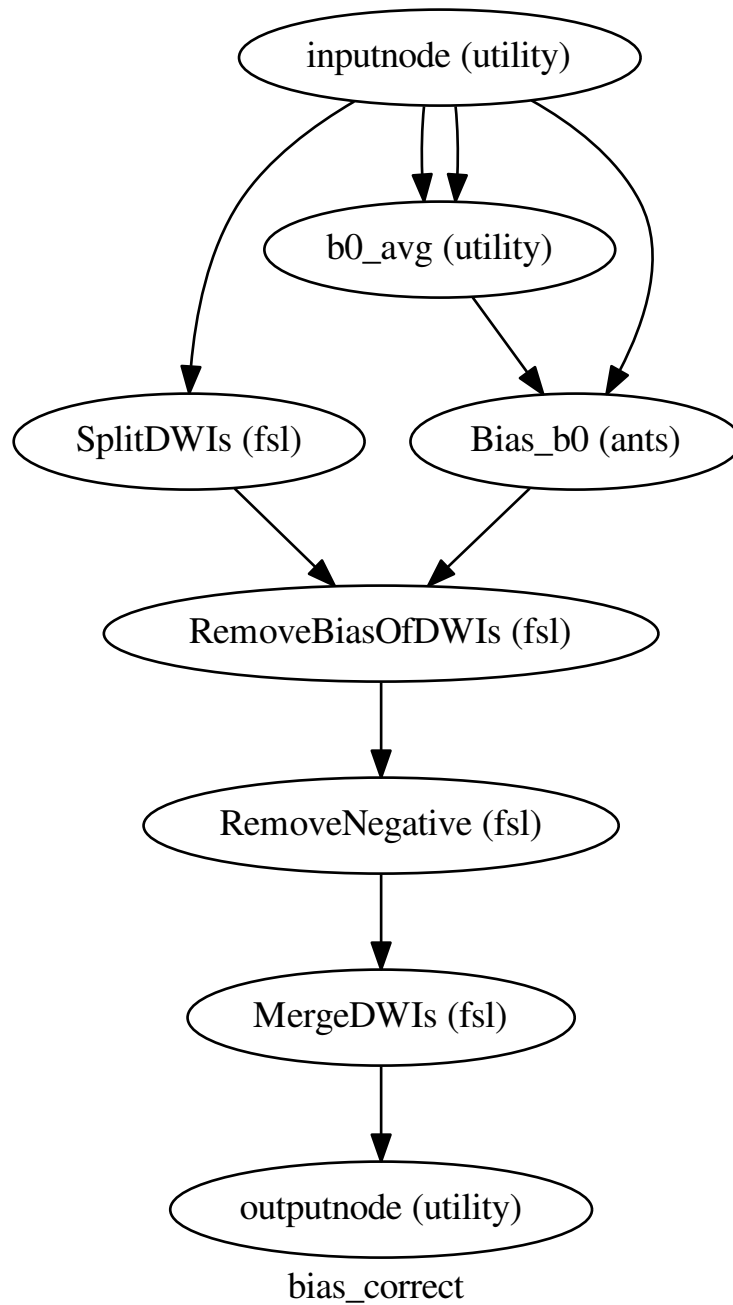 inputnode (utility)
b0_avg (utility)
SplitDWIs (fsl)
Bias_b0 (ants)
RemoveBiasOfDWIs (fsl)
RemoveNegative (fsl)
MergeDWIs (fsl)
outputnode (utility)
bias_correct